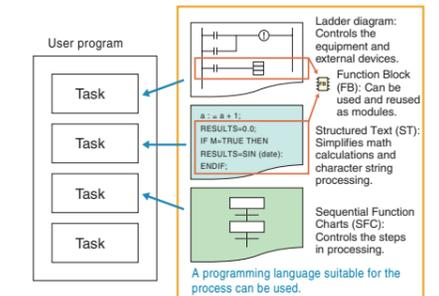 User program
Task
Task
Task
Task
Ladder diagram:
Controls the
equipment and
external devices.
FB
Function Block
(FB): Can be
used and reused
as modules.
a : = a + 1;
RESULTS=0.0;
IF M=TRUE THEN
RESULTS=SIN (date):
ENDIF;
Structured Text (ST):
Simplifies math
calculations and
character string
processing.
Sequential Function
Charts (SFC):
Controls the steps
in processing.
A programming language suitable for the
process can be used.